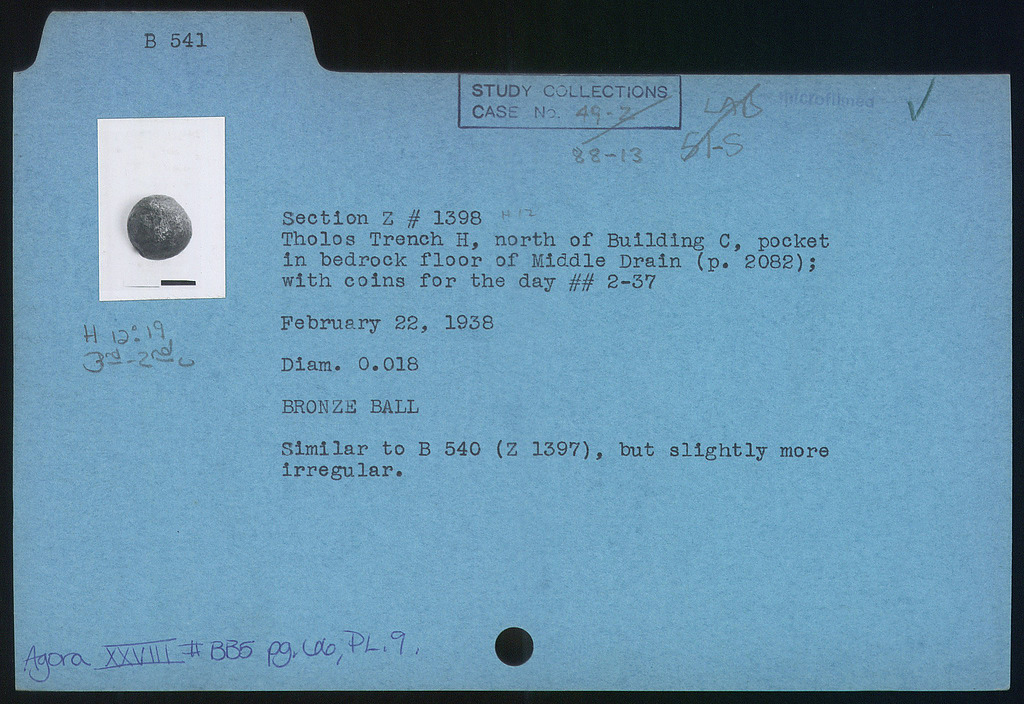 B 541
STUDY COLLECTIONS
CASE No. 49-Z
LAB
microfilmed
88-13
51-S
Section Z # 1398 H 12
Tholos Trench H, north of Building C, pocket
in bedrock floor of Middle Drain (p. 2082);
with coins for the day ## 2-37
H 12:19
February 22, 1938
3rd-2nd c
Diam. 0.018
BRONZE BALL
Similar to B 540 (Z 1397), but slightly more
irregular.
Agora XXVIII # BB5 pg. 66, PL. 9.